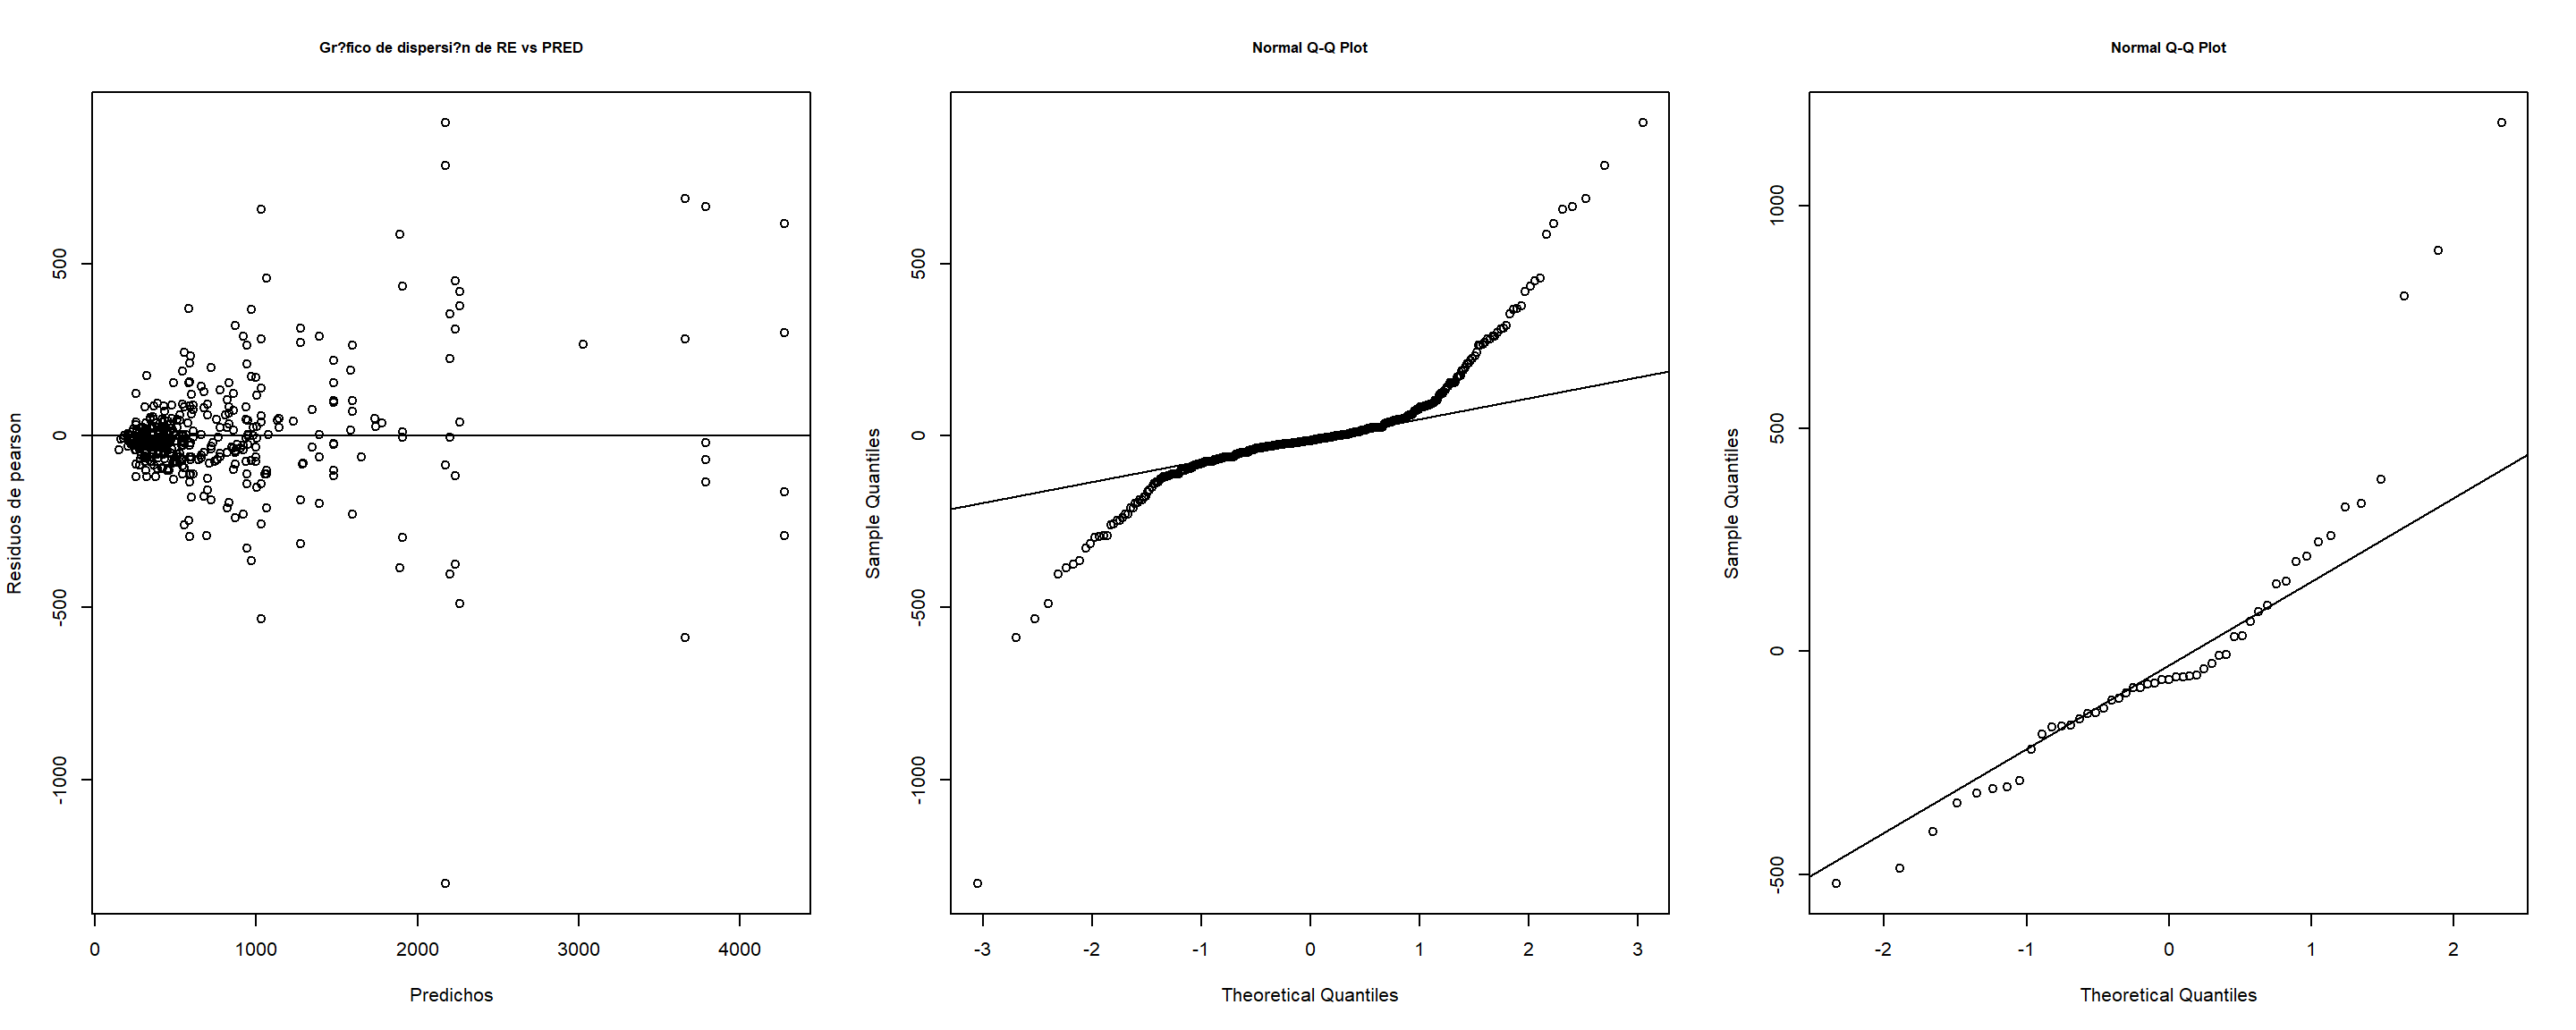 Gr?fico de dispersi?n de RE vs PRED
Residuos de pearson
500
0
-500
-1000
0 1000 2000 3000 4000
Predichos
Normal Q-Q Plot
Sample Quantiles
500
0
-500
-1000
-3 -2 -1 0 1 2 3
Theoretical Quantiles
Normal Q-Q Plot
Sample Quantiles
1000
500
0
-500
-2 -1 0 1 2
Theoretical Quantiles